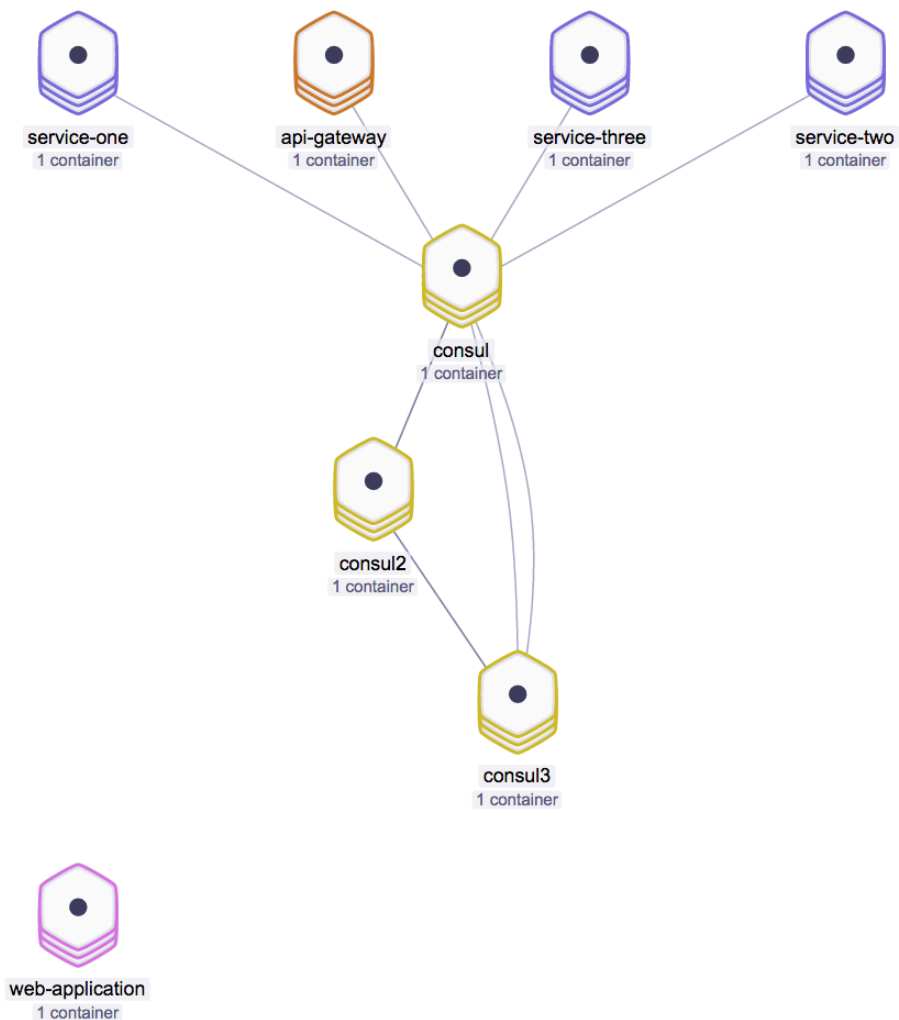 service-one
1 container
api-gateway
1 container
service-three
1 container
service-two
1 container
consul
1 container
consul2
1 container
consul3
1 container
web-application
1 container